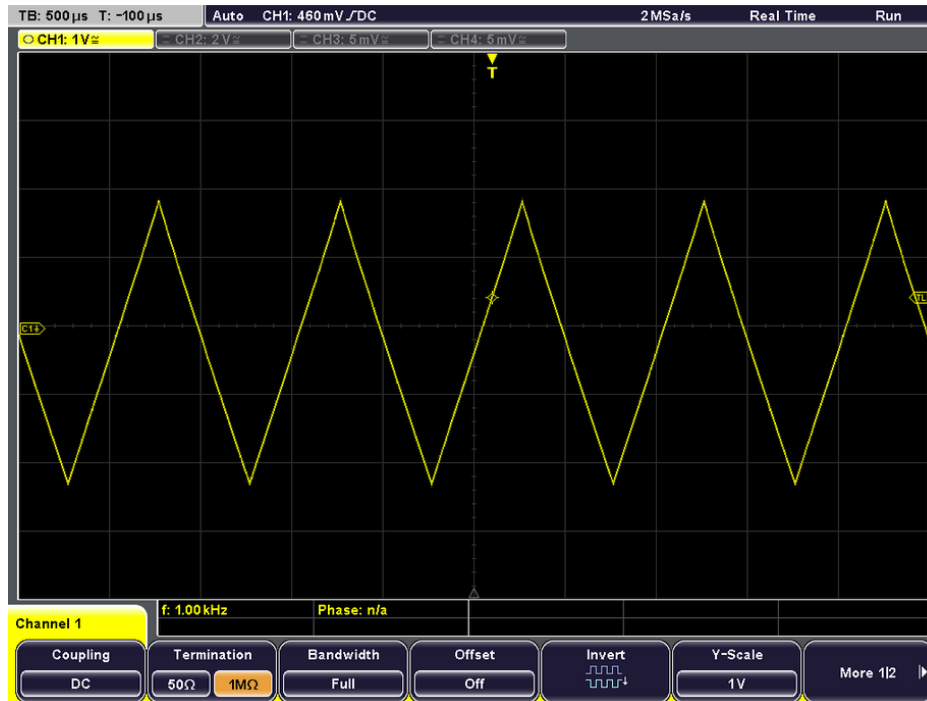 TB: 500 µs T: -100 µs Auto CH1: 460 mV DC 2 MSa/s Real Time Run
CH1: 1 V≅ CH2: 2 V≅ CH3: 5 mV≅ CH4: 5 mV≅
T
C1
TL
f: 1.00 kHz Phase: n/a
Channel 1
Coupling Termination Bandwidth Offset Invert Y-Scale More 1|2
DC 50Ω 1MΩ Full Off 1 V